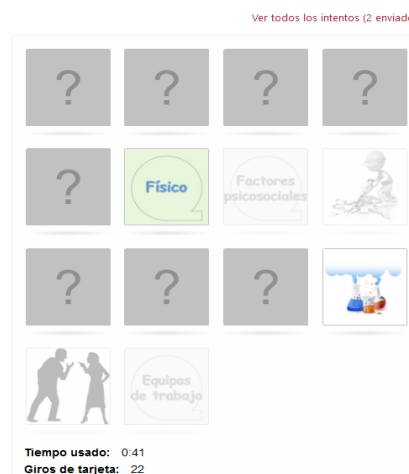 Ver todos los intentos (2 enviado
? ? ? ?
? Físico Factores psicosociales
? ? ?
Equipos de trabajo
Tiempo usado: 0:41
Giros de tarjeta: 22